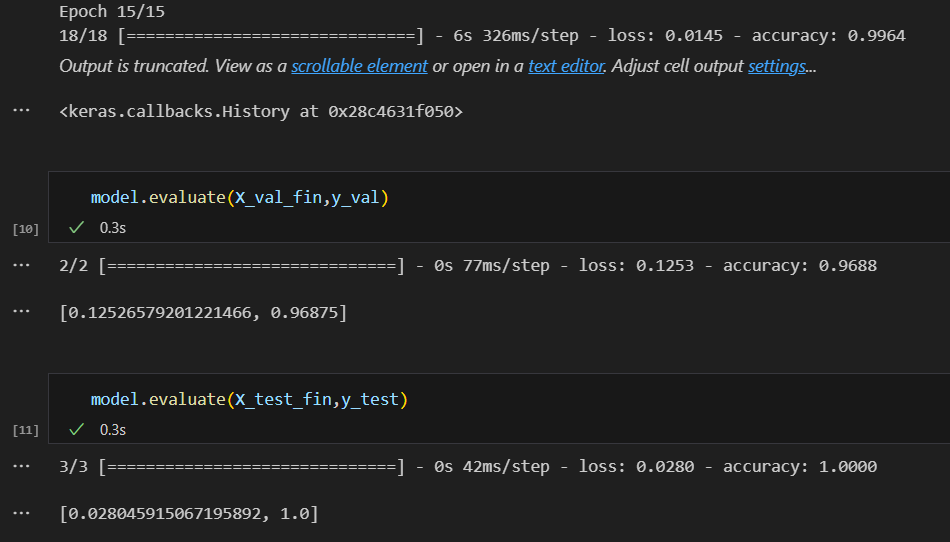 Epoch 15/15
18/18 [==============================] - 6s 326ms/step - loss: 0.0145 - accuracy: 0.9964
Output is truncated. View as a scrollable element or open in a text editor. Adjust cell output settings...
... <keras.callbacks.History at 0x28c4631f050>
model.evaluate(X_val_fin,y_val)
[10] ✓ 0.3s
... 2/2 [==============================] - 0s 77ms/step - loss: 0.1253 - accuracy: 0.9688
... [0.12526579201221466, 0.96875]
model.evaluate(X_test_fin,y_test)
[11] ✓ 0.3s
... 3/3 [==============================] - 0s 42ms/step - loss: 0.0280 - accuracy: 1.0000
... [0.028045915067195892, 1.0]